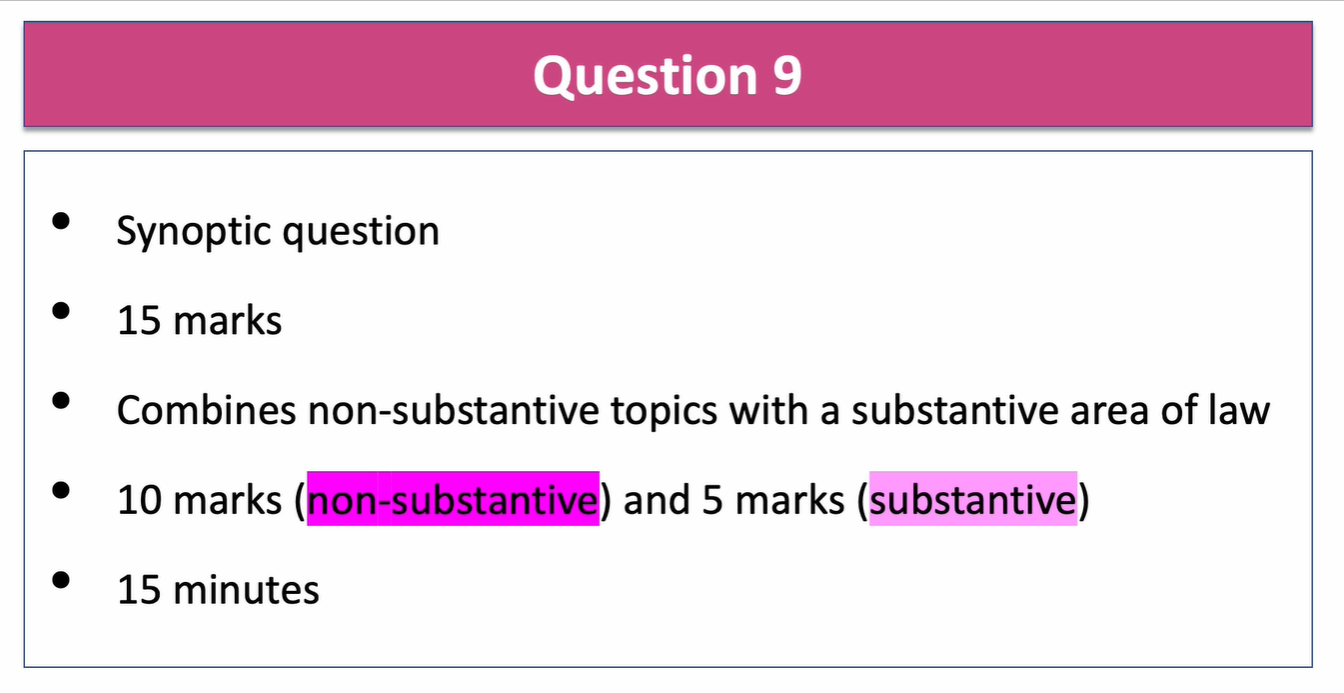 Question 9
• Synoptic question
• 15 marks
• Combines non-substantive topics with a substantive area of law
• 10 marks (non-substantive) and 5 marks (substantive)
• 15 minutes